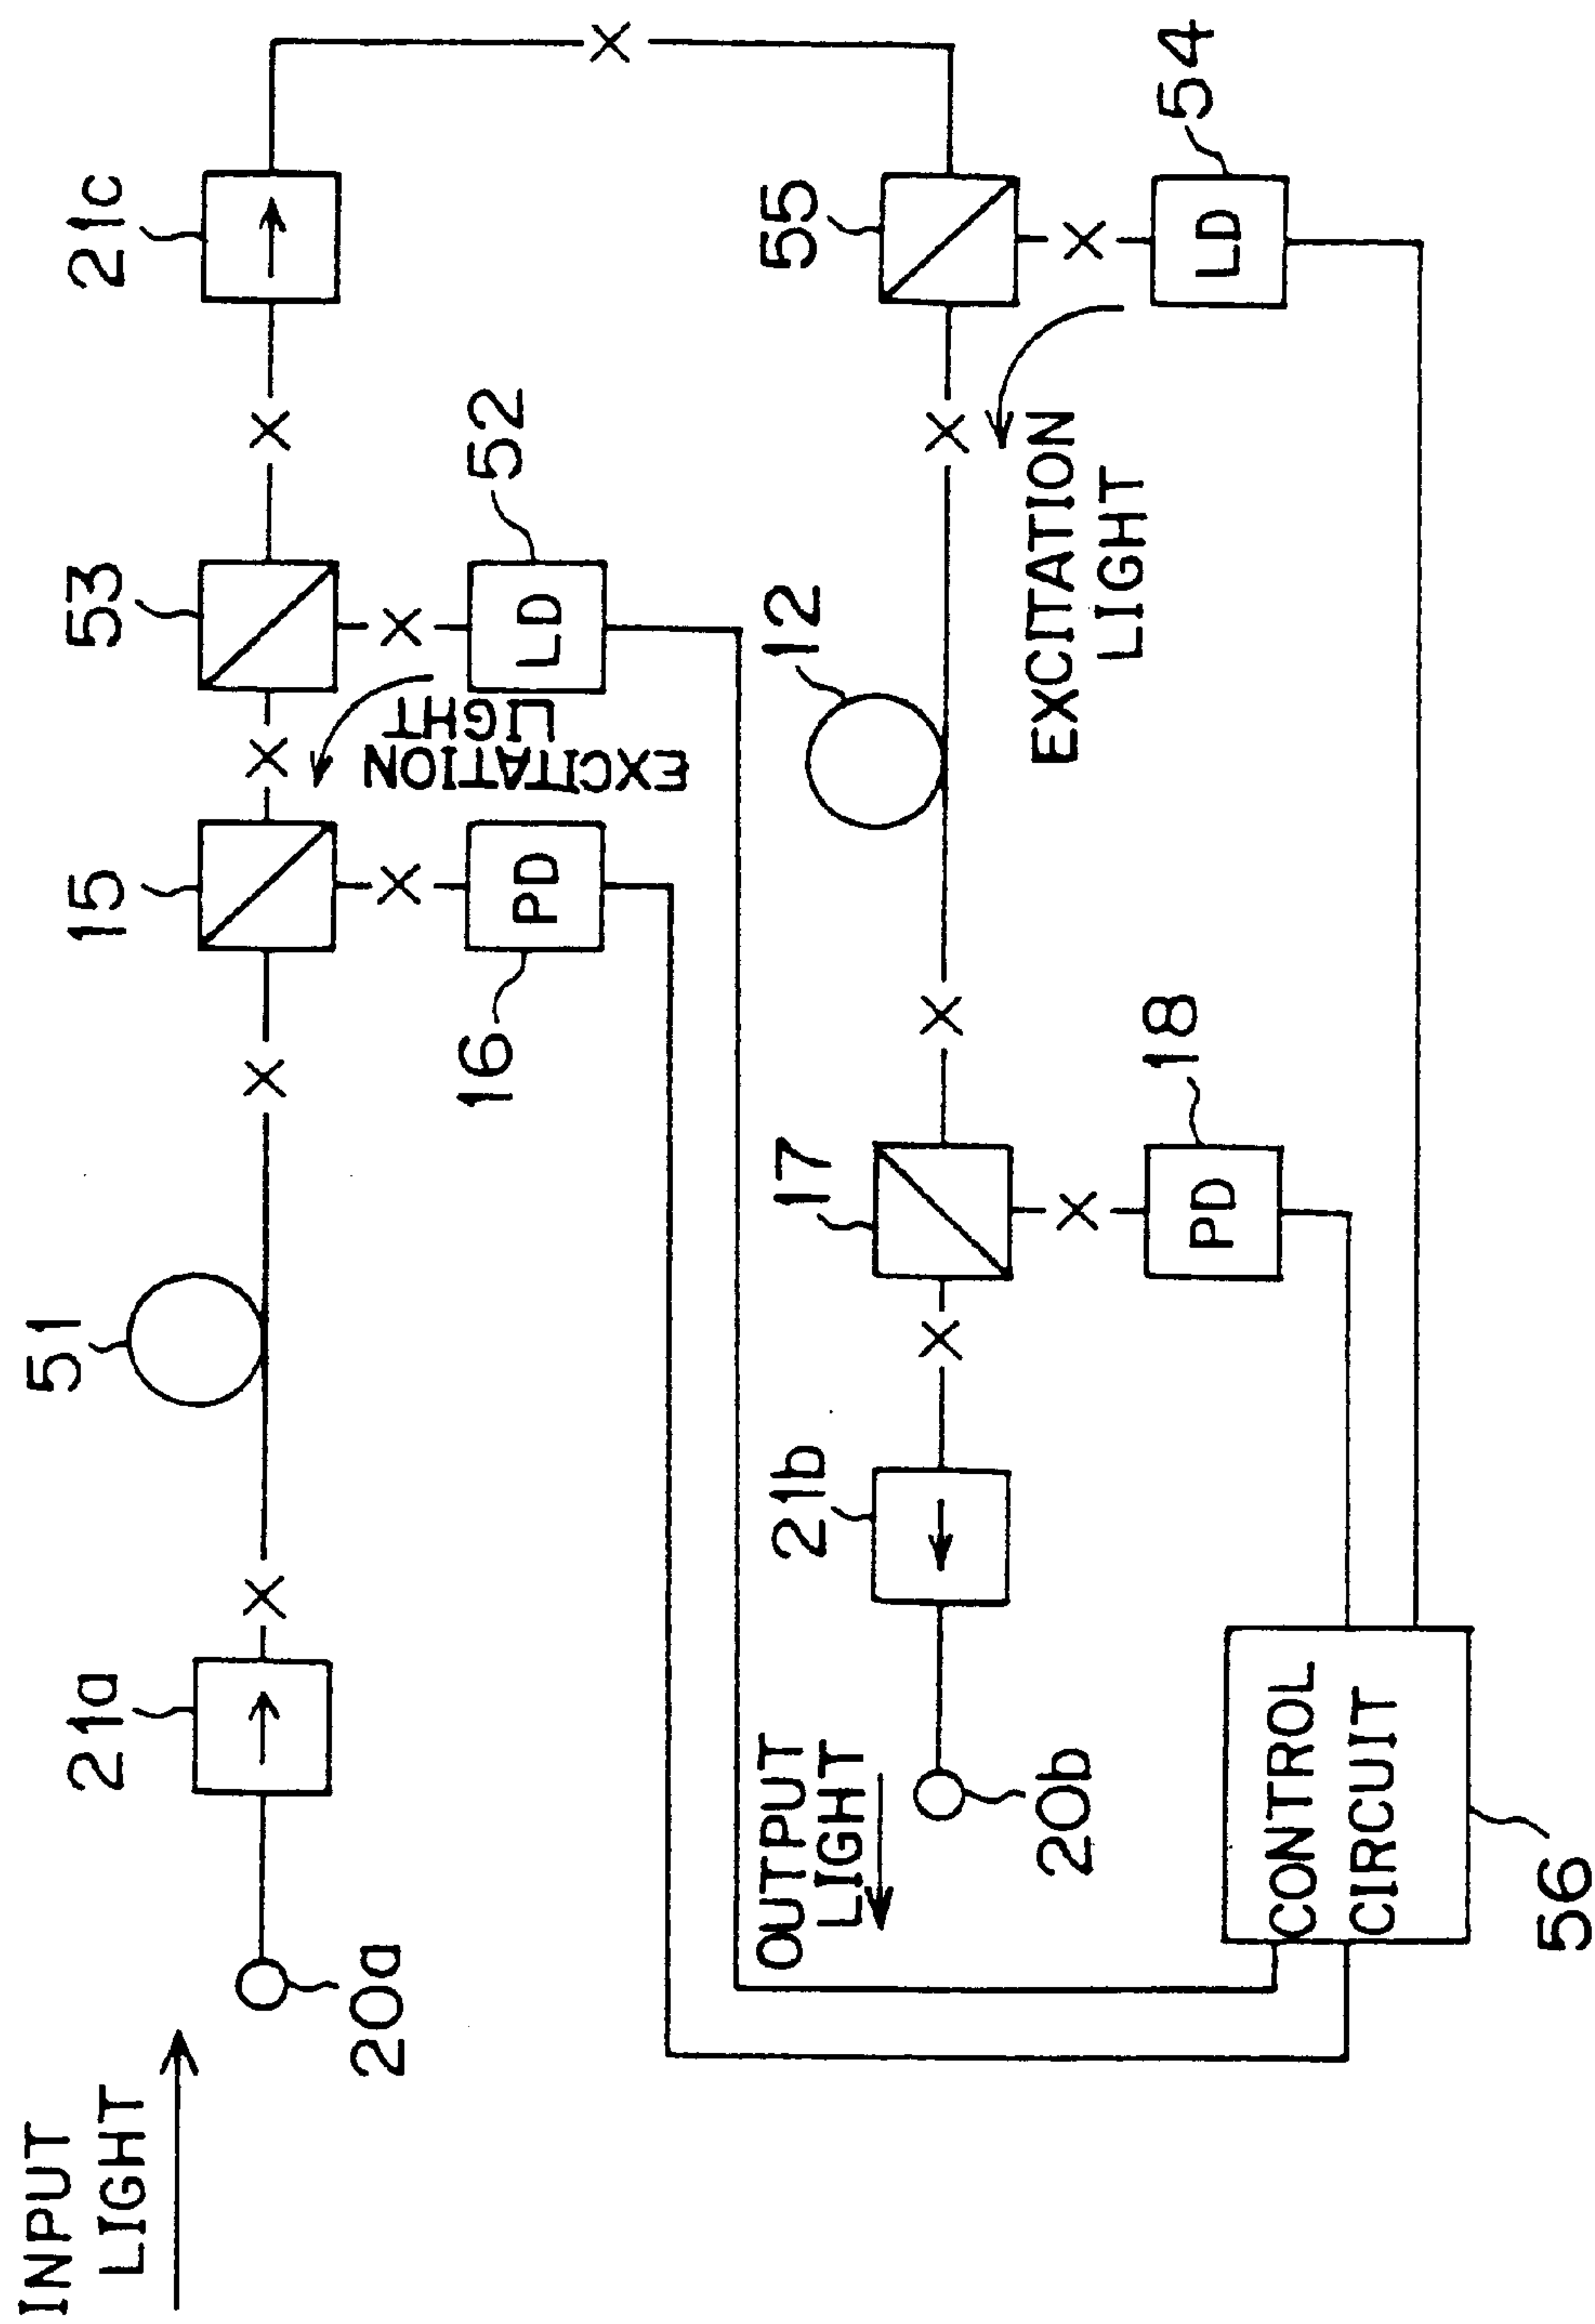 INPUT
LIGHT
20a
21a
51
15
16
PD
53
52
LD
EXCITATION
LIGHT
21c
OUTPUT
LIGHT
20b
21b
17
18
PD
12
EXCITATION
LIGHT
55
54
LD
CONTROL
CIRCUIT
56